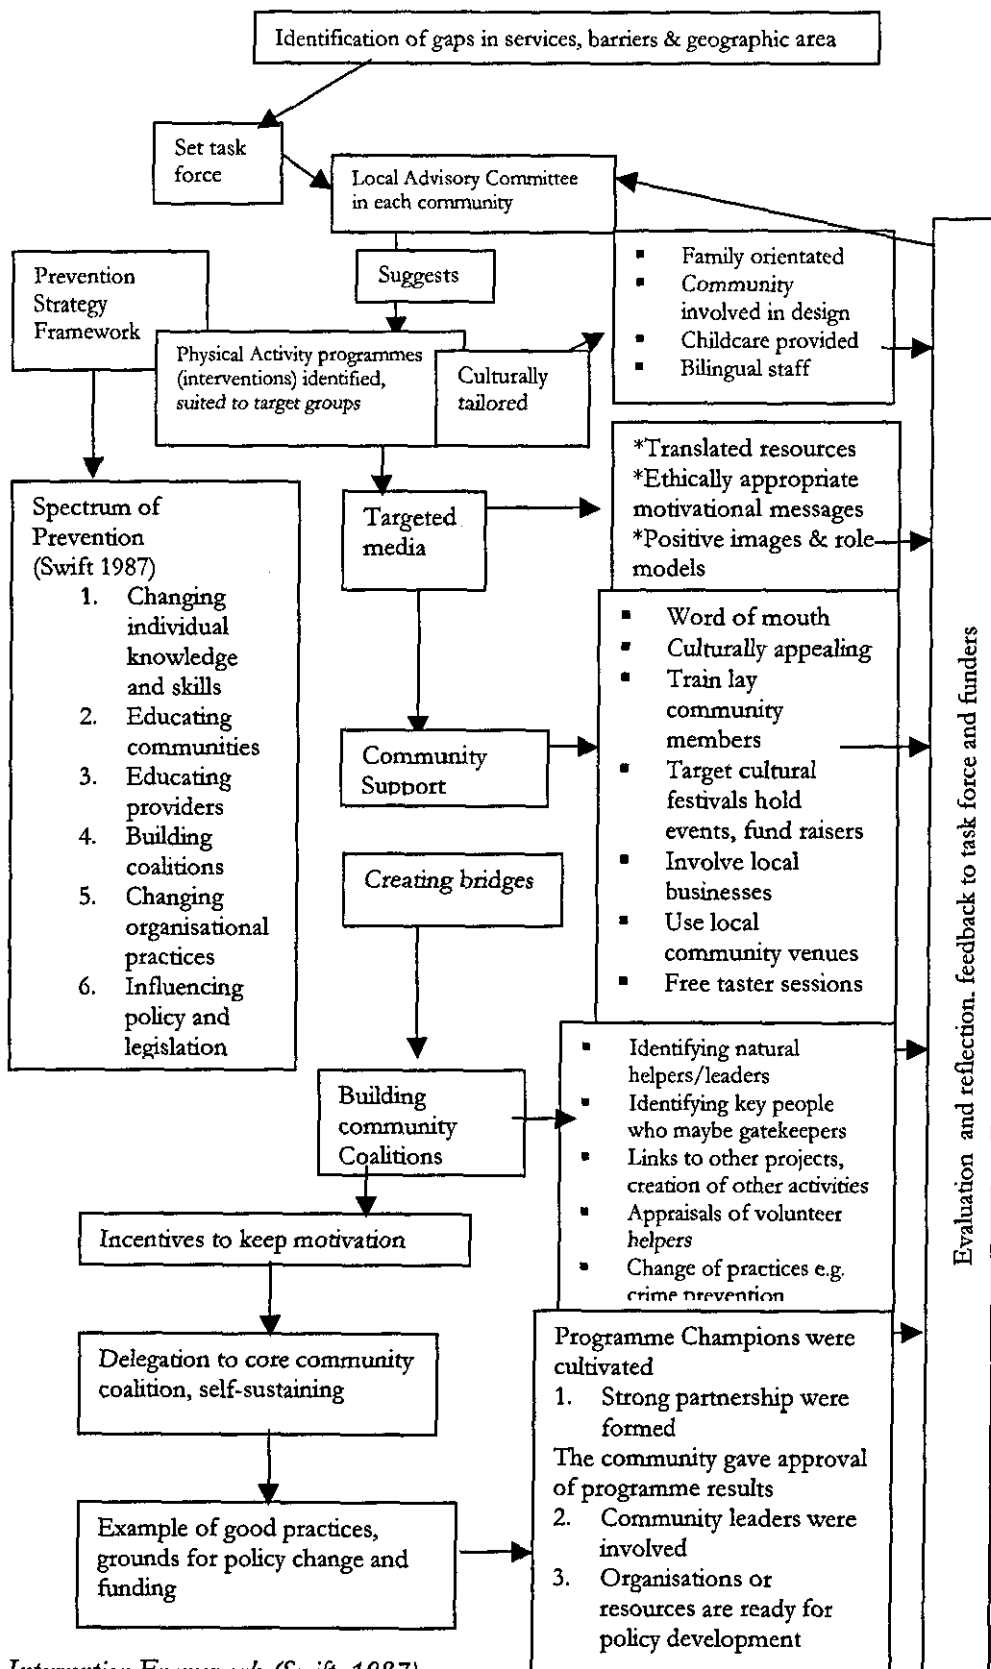 Identification of gaps in services, barriers & geographic area
Set task
force
Local Advisory Committee
in each community
Suggests
Prevention
Strategy
Framework
Physical Activity programmes
(interventions) identified,
suited to target groups
Culturally
tailored
▪ Family orientated
▪ Community
involved in design
▪ Childcare provided
▪ Bilingual staff
Spectrum of
Prevention
(Swift 1987)
1. Changing
individual
knowledge
and skills
2. Educating
communities
3. Educating
providers
4. Building
coalitions
5. Changing
organisational
practices
6. Influencing
policy and
legislation
Targeted
media
*Translated resources
*Ethically appropriate
motivational messages
*Positive images & role
models
Community
Support
▪ Word of mouth
▪ Culturally appealing
▪ Train lay
community
members
▪ Target cultural
festivals hold
events, fund raisers
▪ Involve local
businesses
▪ Use local
community venues
▪ Free taster sessions
Creating bridges
Building
community
Coalitions
▪ Identifying natural
helpers/leaders
▪ Identifying key people
who maybe gatekeepers
▪ Links to other projects,
creation of other activities
▪ Appraisals of volunteer
helpers
▪ Change of practices e.g.
crime prevention
Incentives to keep motivation
Delegation to core community
coalition, self-sustaining
Example of good practices,
grounds for policy change and
funding
Programme Champions were
cultivated
1. Strong partnership were
formed
The community gave approval
of programme results
2. Community leaders were
involved
3. Organisations or
resources are ready for
policy development
Evaluation and reflection. feedback to task force and funders
Intervention (Swift, 1987)